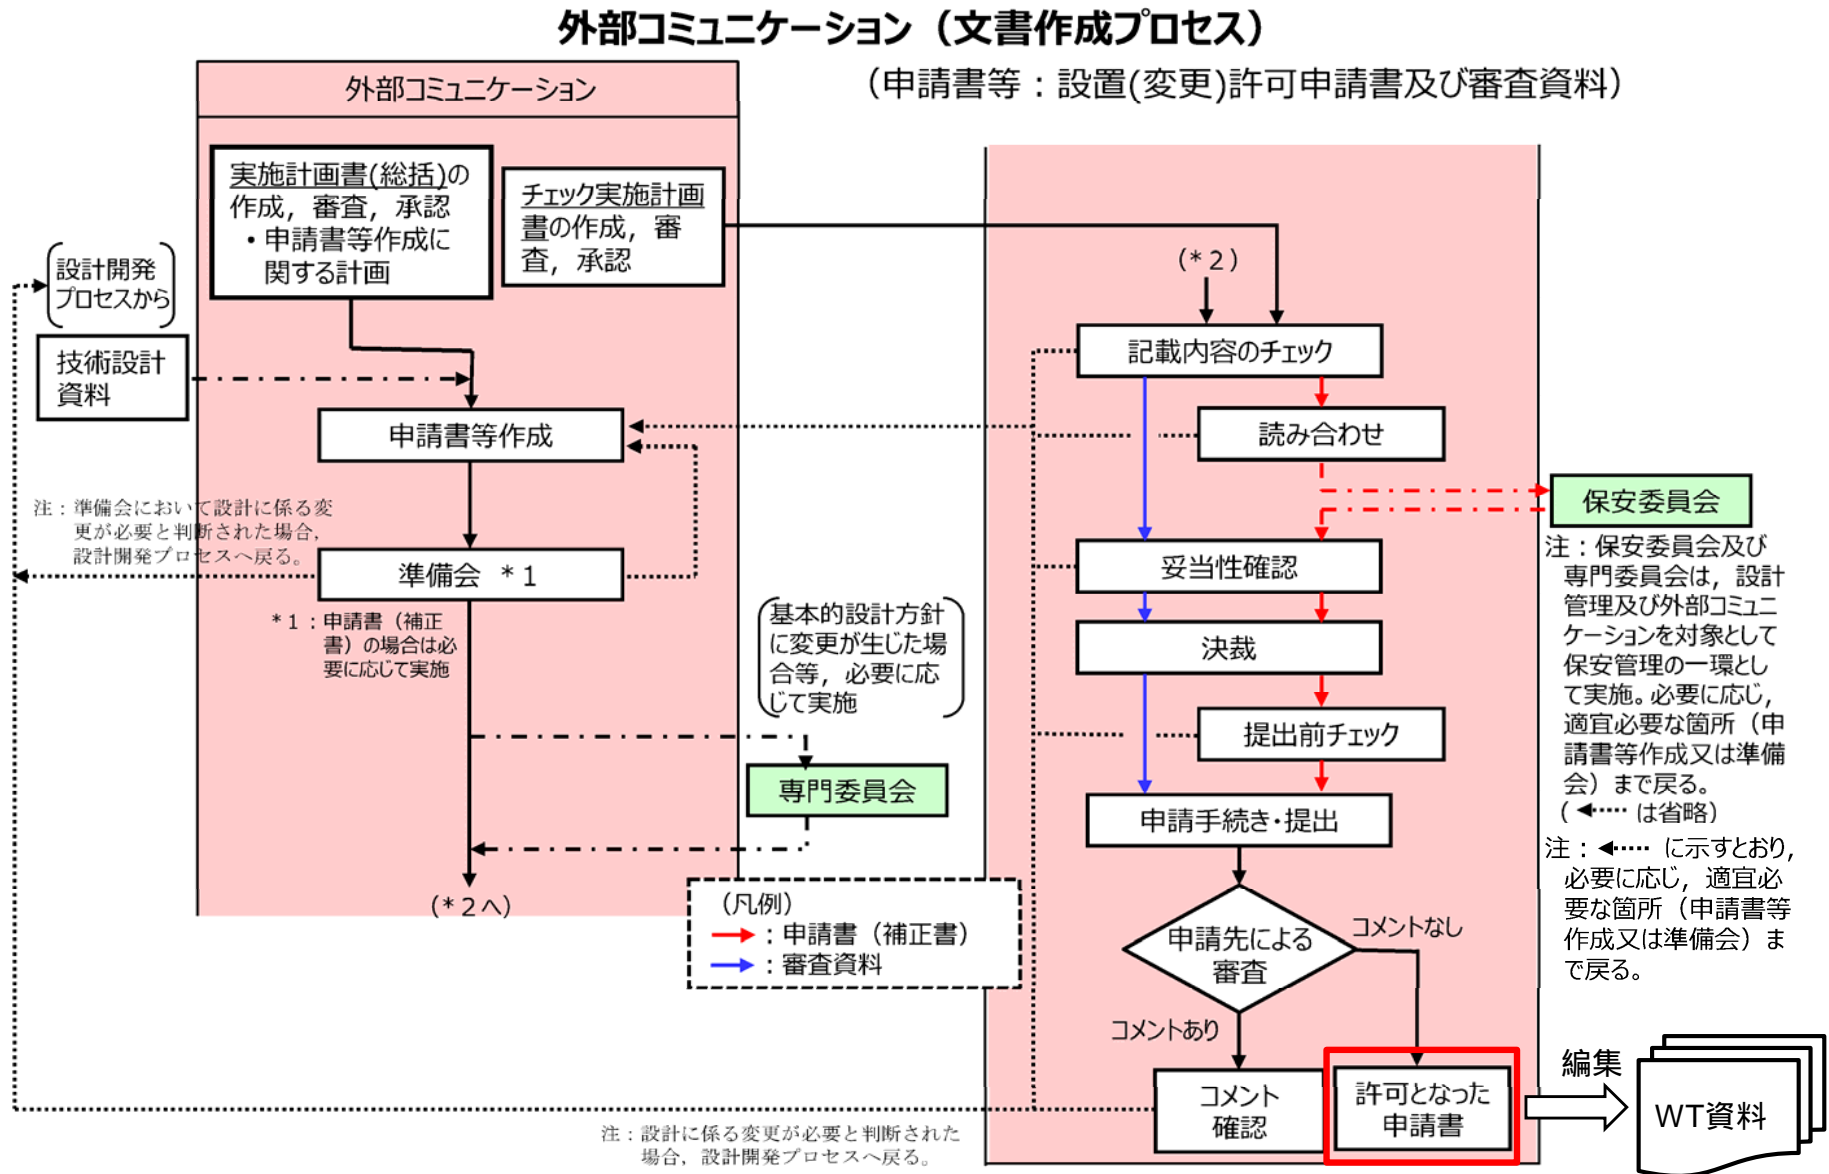 外部コミュニケーション（文書作成プロセス）
（申請書等：設置(変更)許可申請書及び審査資料）
外部コミュニケーション
実施計画書(総括)の
作成，審査，承認
・申請書等作成に
関する計画
チェック実施計画
書の作成，審
査，承認
設計開発
プロセスから
技術設計
資料
申請書等作成
注：準備会において設計に係る変
更が必要と判断された場合，
設計開発プロセスへ戻る。
準備会 ＊1
＊1：申請書（補正
書）の場合は必
要に応じて実施
基本的設計方針
に変更が生じた場
合等，必要に応
じて実施
専門委員会
(＊2へ)
（凡例）
：申請書（補正書）
：審査資料
(＊2)
記載内容のチェック
読み合わせ
保安委員会
妥当性確認
決裁
提出前チェック
申請手続き・提出
申請先による
審査
コメントなし
コメントあり
コメント
確認
許可となった
申請書
注：保安委員会及び
専門委員会は，設計
管理及び外部コミュニ
ケーションを対象として
保安管理の一環とし
て実施。必要に応じ，
適宜必要な箇所（申
請書等作成又は準備
会）まで戻る。
（ は省略）
注： に示すとおり，
必要に応じ，適宜必
要な箇所（申請書等
作成又は準備会）ま
で戻る。
編集
WT資料
注：設計に係る変更が必要と判断された
場合，設計開発プロセスへ戻る。